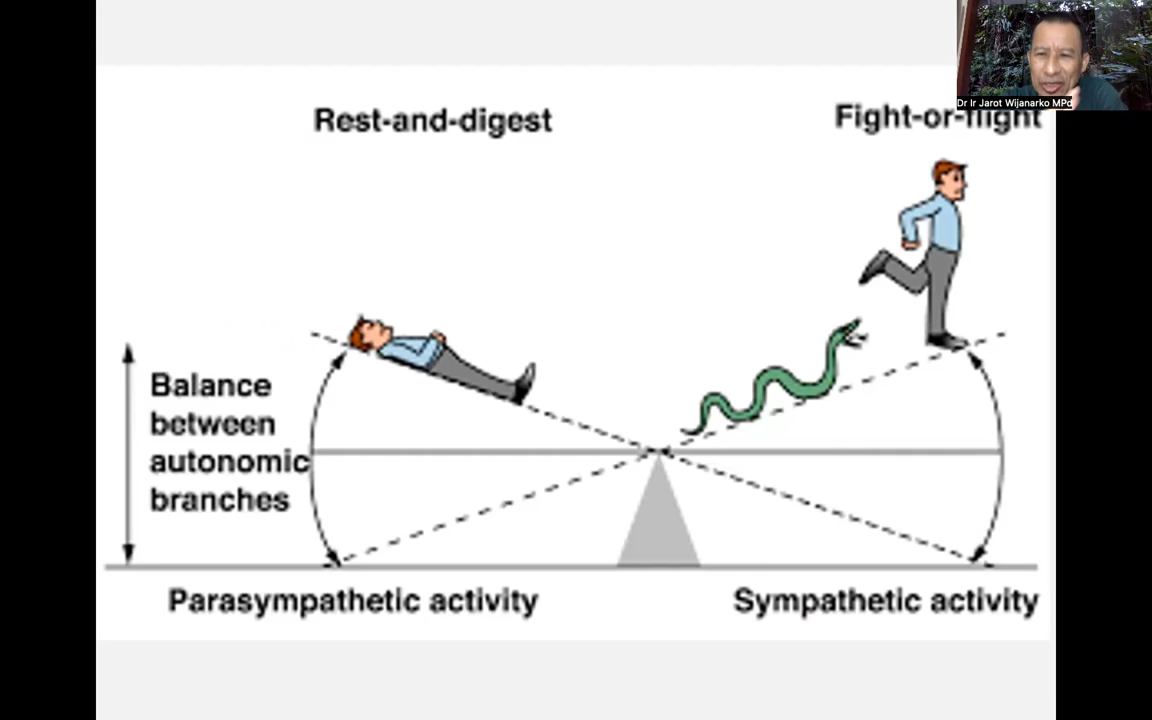 Dr Ir Jarot Wijanarko MPd
Rest-and-digest
Fight-or-flight
Balance
between
autonomic
branches
Parasympathetic activity
Sympathetic activity